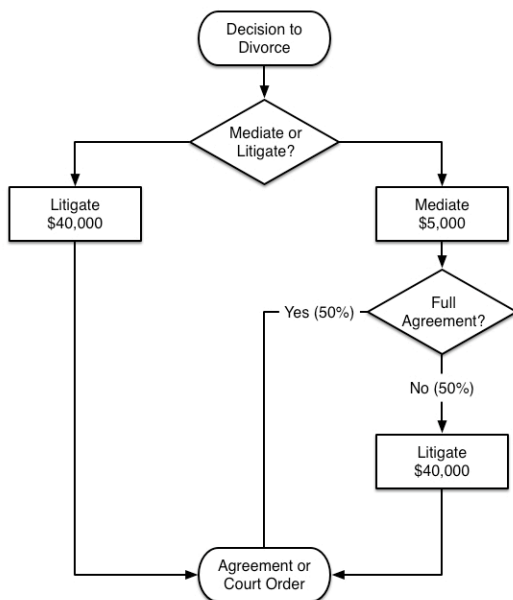 Decision to
Divorce
Mediate or
Litigate?
Litigate
$40,000
Mediate
$5,000
Full
Agreement?
Yes (50%)
No (50%)
Litigate
$40,000
Agreement or
Court Order